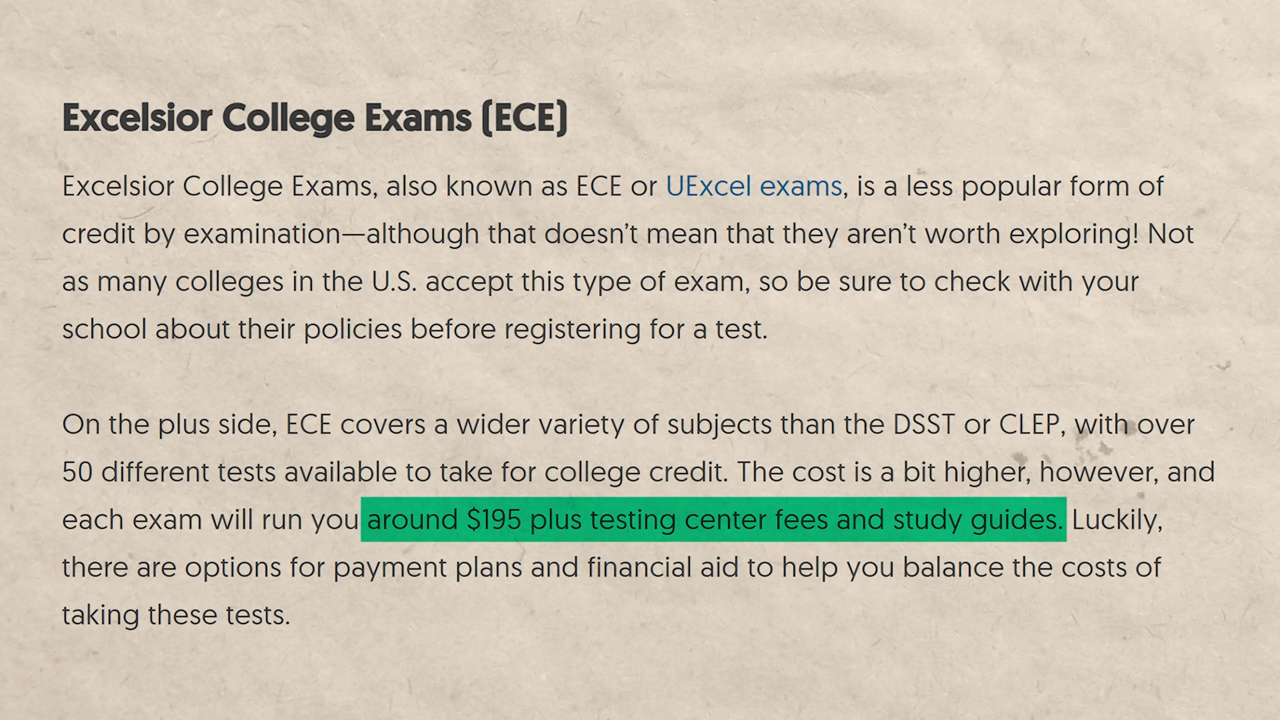 Excelsior College Exams (ECE)
Excelsior College Exams, also known as ECE or UExcel exams, is a less popular form of
credit by examination—although that doesn’t mean that they aren’t worth exploring! Not
as many colleges in the U.S. accept this type of exam, so be sure to check with your
school about their policies before registering for a test.
On the plus side, ECE covers a wider variety of subjects than the DSST or CLEP, with over
50 different tests available to take for college credit. The cost is a bit higher, however, and
each exam will run you around $195 plus testing center fees and study guides. Luckily,
there are options for payment plans and financial aid to help you balance the costs of
taking these tests.